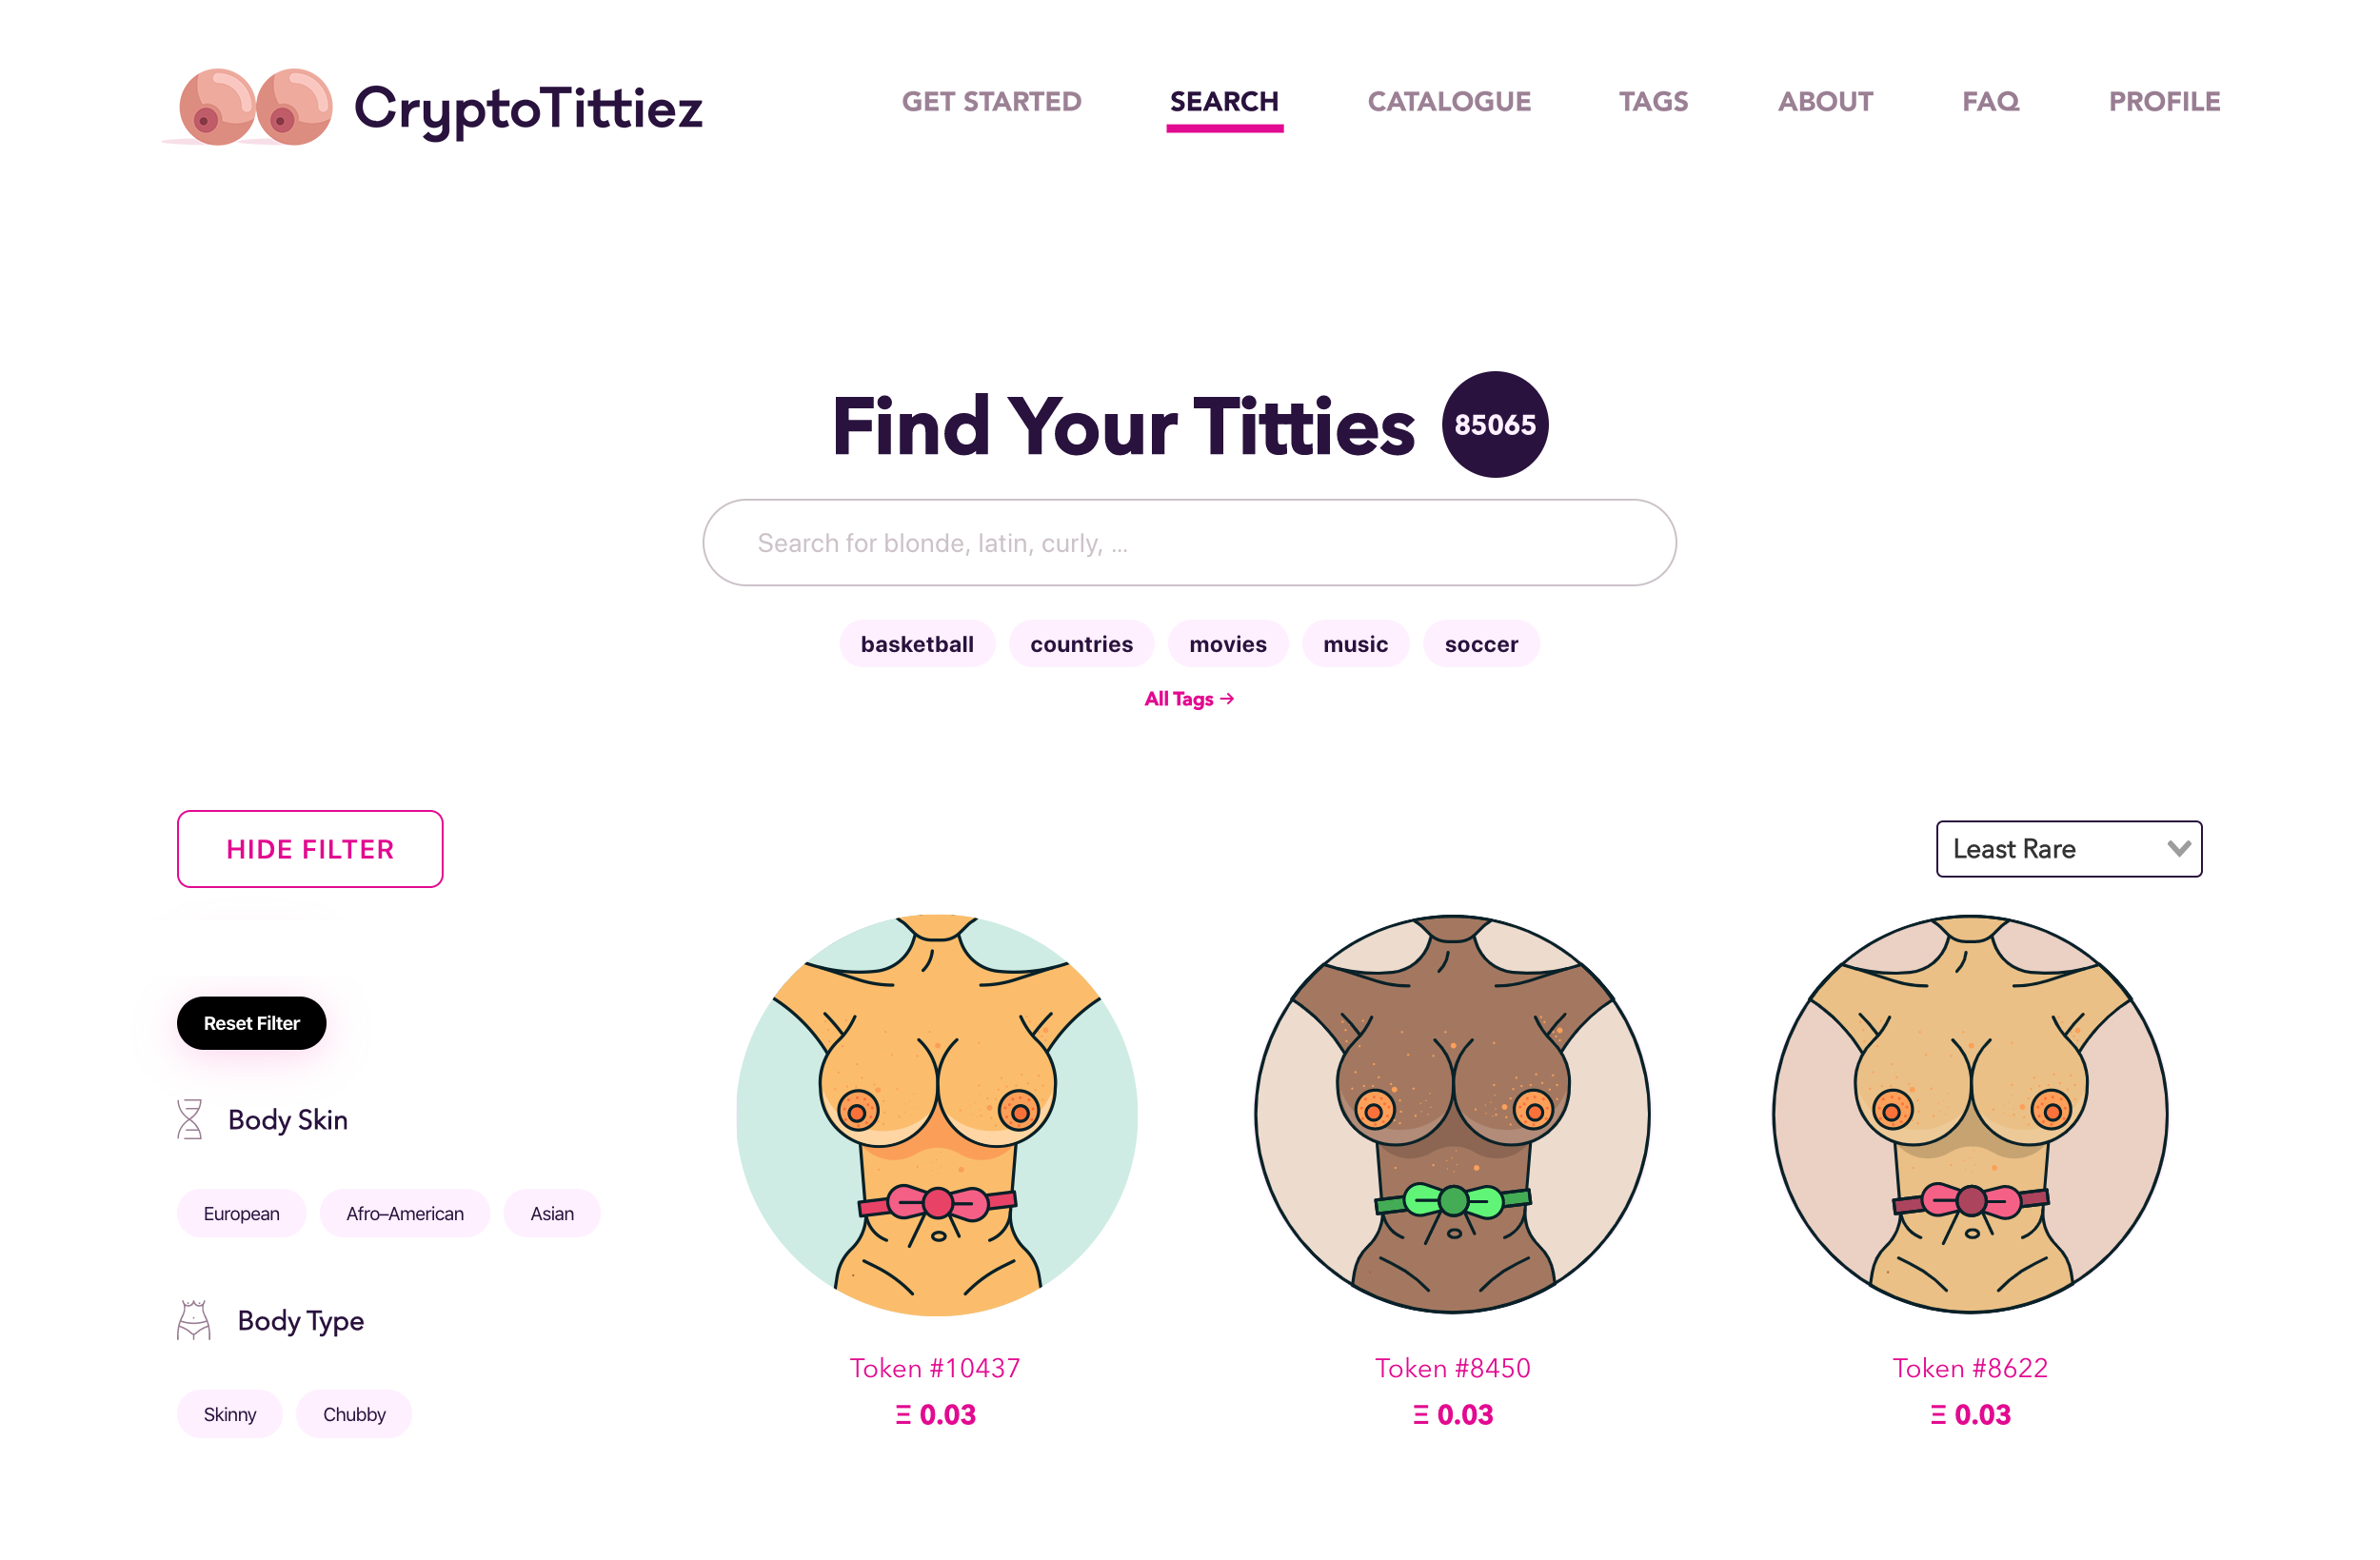 CryptoTittiez
GET STARTED
SEARCH
CATALOGUE
TAGS
ABOUT
FAQ
PROFILE
Find Your Titties
85065
Search for blonde, latin, curly, ...
basketball
countries
movies
music
soccer
All Tags →
HIDE FILTER
Least Rare
Reset Filter
Body Skin
European
Afro–American
Asian
Body Type
Skinny
Chubby
Token #10437
Ξ 0.03
Token #8450
Ξ 0.03
Token #8622
Ξ 0.03